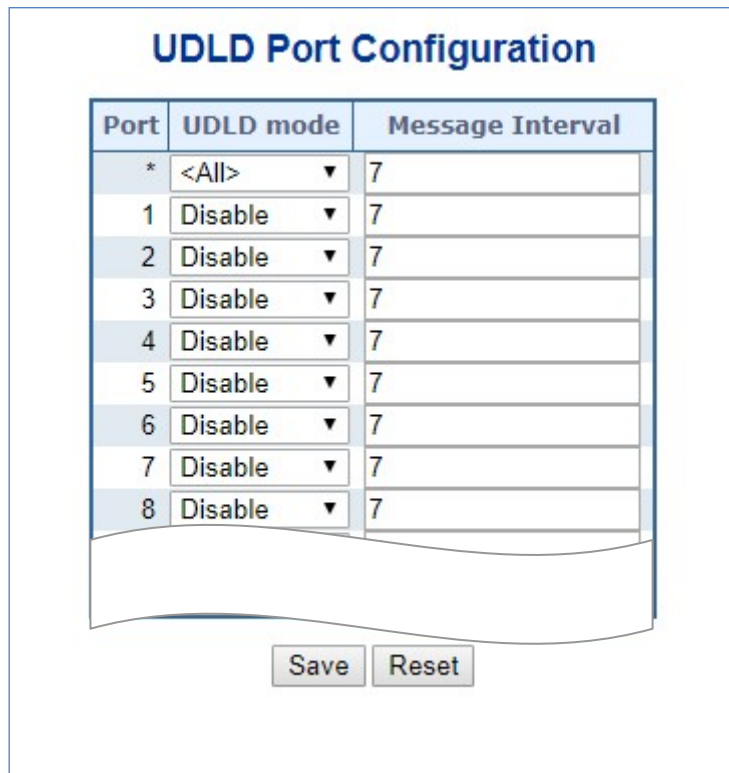 UDLD Port Configuration
Port UDLD mode Message Interval
* <All> 7
1 Disable 7
2 Disable 7
3 Disable 7
4 Disable 7
5 Disable 7
6 Disable 7
7 Disable 7
8 Disable 7
Save Reset